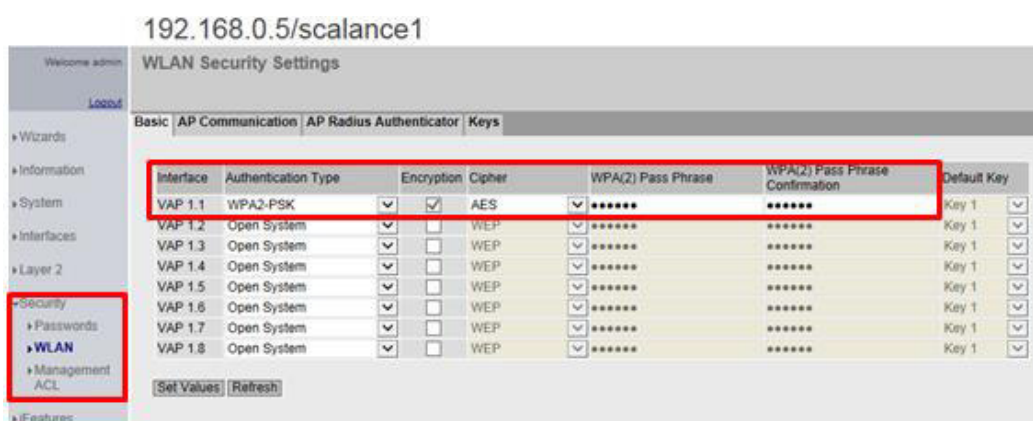 192.168.0.5/scalance1
Welcome admin
WLAN Security Settings
Logout
Basic AP Communication AP Radius Authenticator Keys
Wizards
Information
System
Interfaces
Layer 2
Security
Passwords
WLAN
Management
ACL
iFeatures
Interface Authentication Type Encryption Cipher WPA(2) Pass Phrase WPA(2) Pass Phrase Confirmation Default Key
VAP 1.1 WPA2-PSK AES •••••• •••••• Key 1
VAP 1.2 Open System WEP •••••• •••••• Key 1
VAP 1.3 Open System WEP •••••• •••••• Key 1
VAP 1.4 Open System WEP •••••• •••••• Key 1
VAP 1.5 Open System WEP •••••• •••••• Key 1
VAP 1.6 Open System WEP •••••• •••••• Key 1
VAP 1.7 Open System WEP •••••• •••••• Key 1
VAP 1.8 Open System WEP •••••• •••••• Key 1
Set Values Refresh